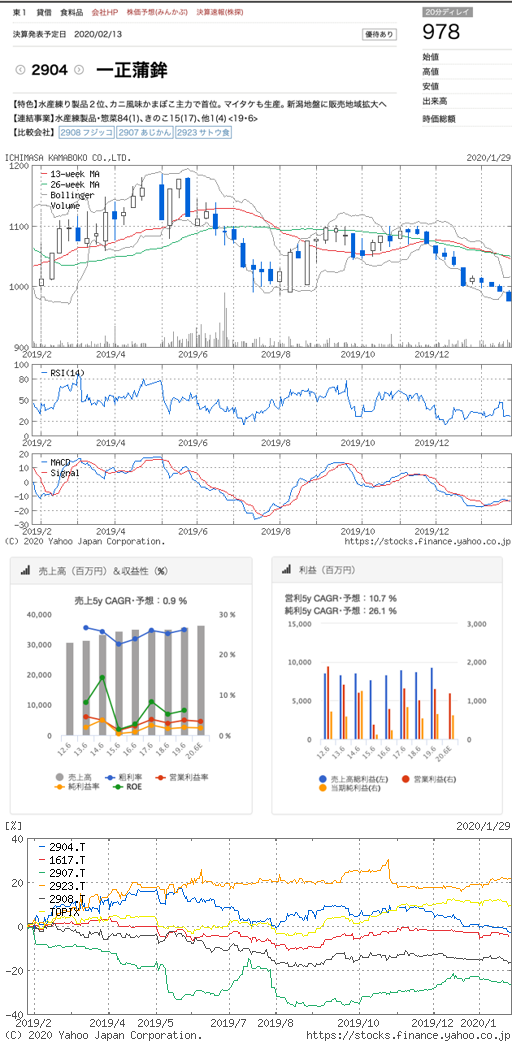 東1 貸借 食料品 会社HP 株価予想(みんかぶ) 決算速報(株探)
決算発表予定日 2020/02/13
優待あり
20分ディレイ
978
2904 一正蒲鉾
始値
高値
安値
出来高
時価総額
【特色】水産練り製品2位、カニ風味かまぼこ主力で首位。マイタケも生産。新潟地盤に販売地域拡大へ
【連結事業】水産練製品・惣菜84(1)、きのこ15(17)、他1(4) <19・6>
【比較会社】 2908 フジッコ 2907 あじかん 2923 サトウ食
ICHIMASA KAMABOKO CO.,LTD. 2020/1/29
1200
1100
1000
900
13-week MA
26-week MA
Bollinger
Volume
2019/2 2019/4 2019/6 2019/8 2019/10 2019/12
100
80
50
20
0
RSI(14)
2019/2 2019/4 2019/6 2019/8 2019/10 2019/12
20
10
0
-10
-20
-30
MACD
Signal
2019/2 2019/4 2019/6 2019/8 2019/10 2019/12
(C) 2020 Yahoo Japan Corporation. https://stocks.finance.yahoo.co.jp
売上高（百万円）＆収益性（%）
売上5y CAGR・予想：0.9 %
40,000
30,000
20,000
10,000
0
30 %
20 %
10 %
0 %
12.6 13.6 14.6 15.6 16.6 17.6 18.6 19.6 20.6E
売上高 粗利率 営業利益率
純利益率 ROE
利益（百万円）
営利5y CAGR・予想：10.7 %
純利5y CAGR・予想：26.1 %
15,000
10,000
5,000
0
3,000
2,000
1,000
0
12.6 13.6 14.6 15.6 16.6 17.6 18.6 19.6 20.6E
売上高総利益(左) 営業利益(右)
当期純利益(右)
[%] 2020/1/29
40
20
0
-20
-40
2904.T
1617.T
2907.T
2923.T
2908.T
TOPIX
2019/2 2019/4 2019/5 2019/7 2019/8 2019/10 2019/12 2020/1
(C) 2020 Yahoo Japan Corporation. https://stocks.finance.yahoo.co.jp